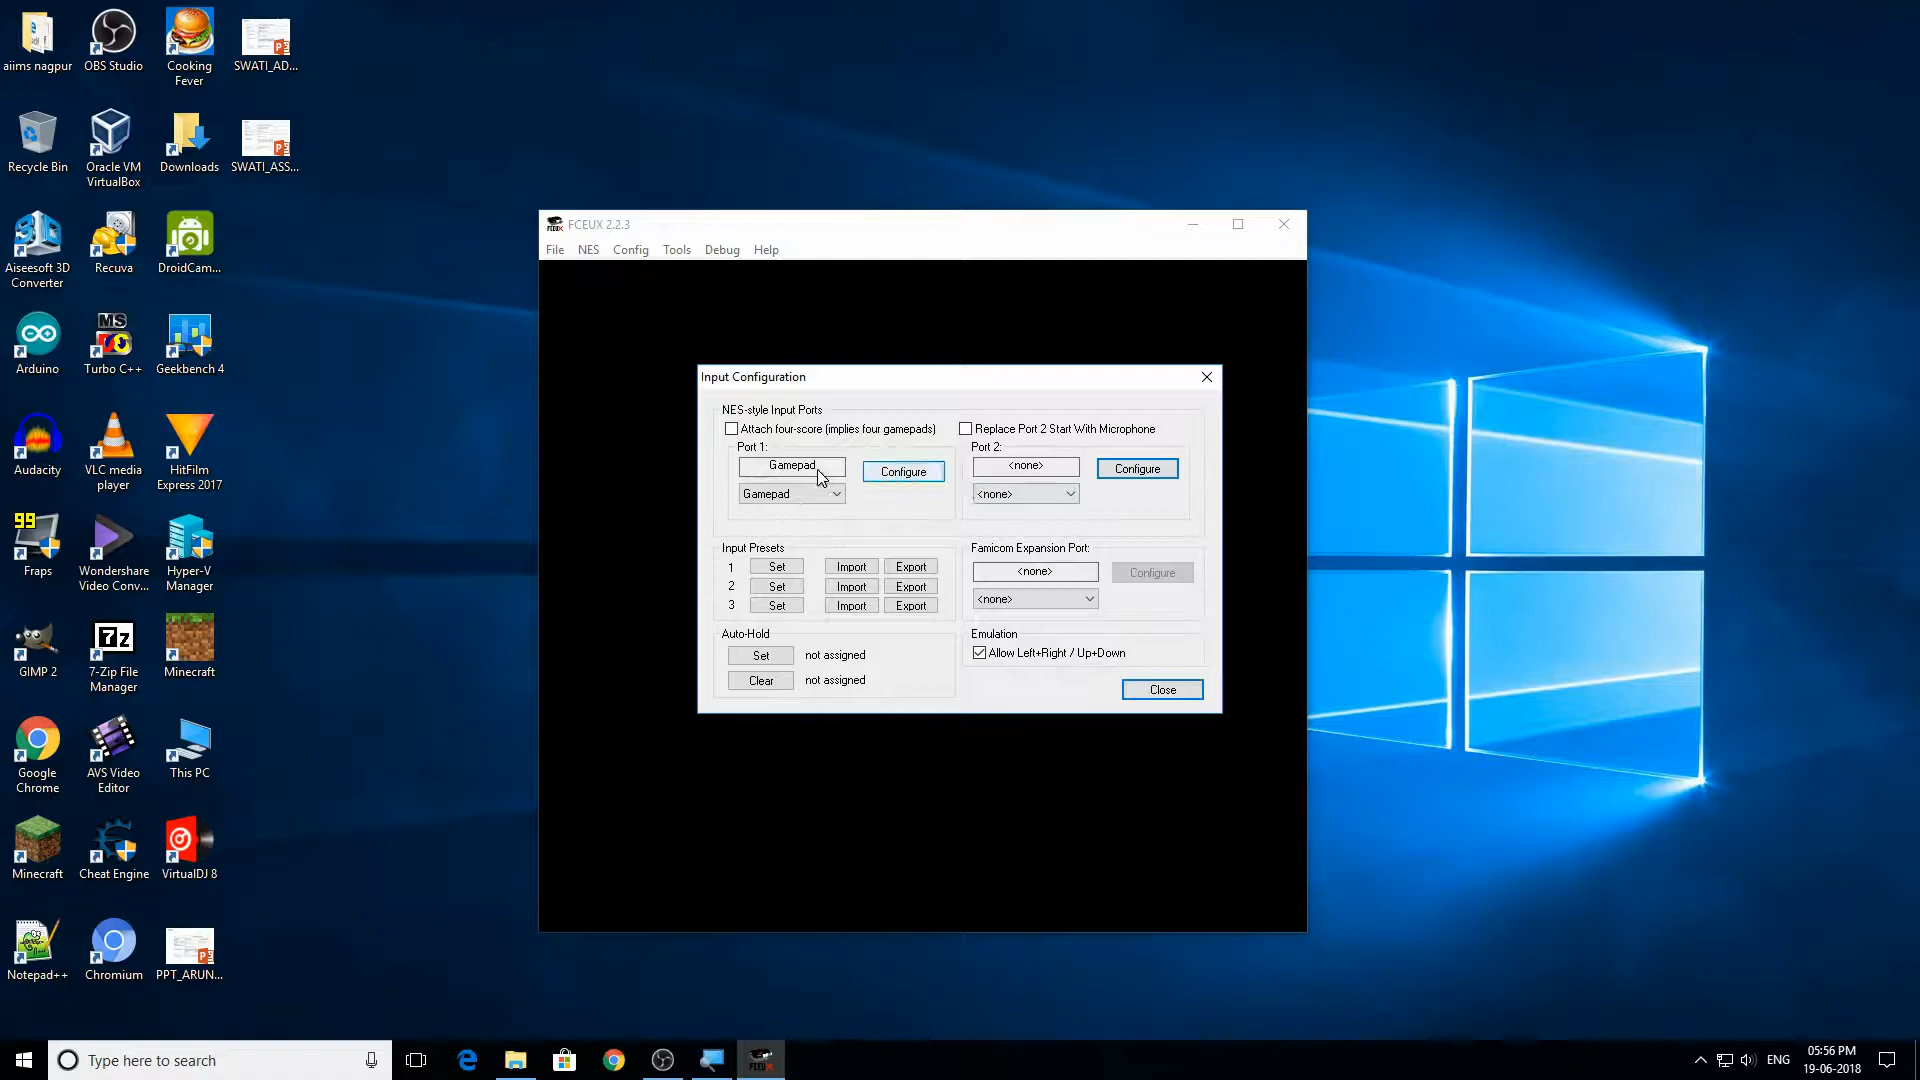 aiims nagpur
OBS Studio
Cooking
Fever
SWATI_AD...
Recycle Bin
Oracle VM
VirtualBox
Downloads
SWATI_ASS...
Aiseesoft 3D
Converter
Recuva
DroidCam...
Arduino
MS
Turbo C++
Geekbench 4
Audacity
VLC media
player
HitFilm
Express 2017
99
Fraps
Wondershare
Video Conv...
Hyper-V
Manager
GIMP 2
7z
7-Zip File
Manager
Minecraft
Google
Chrome
AVS Video
Editor
This PC
Minecraft
Cheat Engine
VirtualDJ 8
Notepad++
Chromium
PPT_ARUN...
FCEUX 2.2.3
File NES Config Tools Debug Help
Input Configuration
NES-style Input Ports
Attach four-score (implies four gamepads)
Replace Port 2 Start With Microphone
Port 1:
Gamepad
Configure
Gamepad
Port 2:
<none>
Configure
<none>
Input Presets
1 Set Import Export
2 Set Import Export
3 Set Import Export
Famicom Expansion Port:
<none>
Configure
<none>
Auto-Hold
Set not assigned
Clear not assigned
Emulation
Allow Left+Right / Up+Down
Close
Type here to search
ENG
05:56 PM
19-06-2018